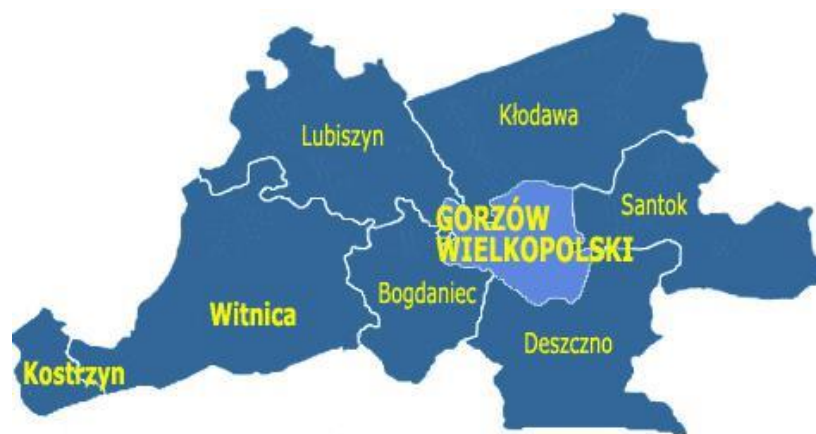 Kłodawa
Lubiszyn
Santok
GORZÓW
WIELKOPOLSKI
Bogdaniec
Witnica
Deszczno
Kostrzyn